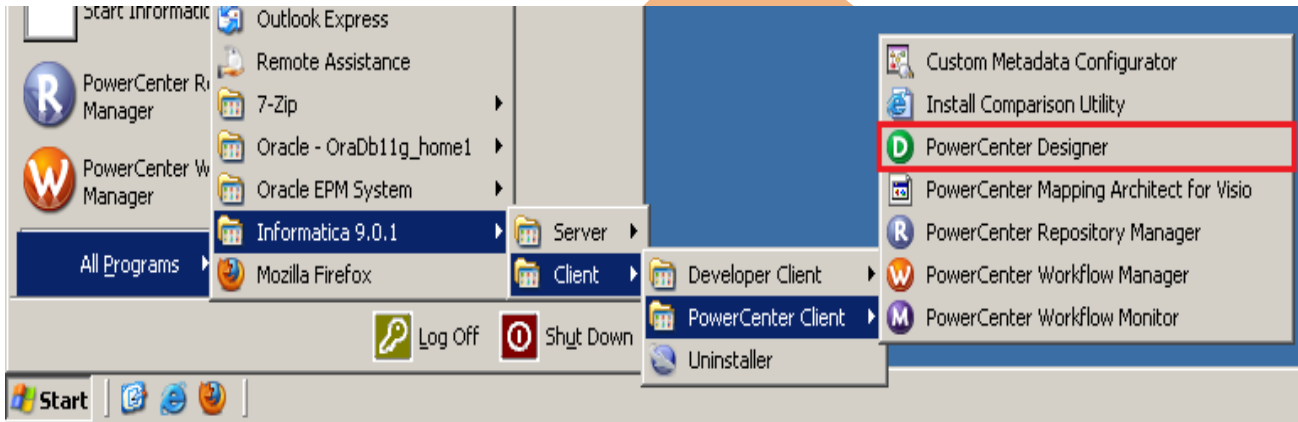 Start Informatic
PowerCenter R
Manager
PowerCenter W
Manager
All Programs
Outlook Express
Remote Assistance
7-Zip
Oracle - OraDb11g_home1
Oracle EPM System
Informatica 9.0.1
Mozilla Firefox
Log Off
Shut Down
Server
Client
Developer Client
PowerCenter Client
Uninstaller
Custom Metadata Configurator
Install Comparison Utility
PowerCenter Designer
PowerCenter Mapping Architect for Visio
PowerCenter Repository Manager
PowerCenter Workflow Manager
PowerCenter Workflow Monitor
Start